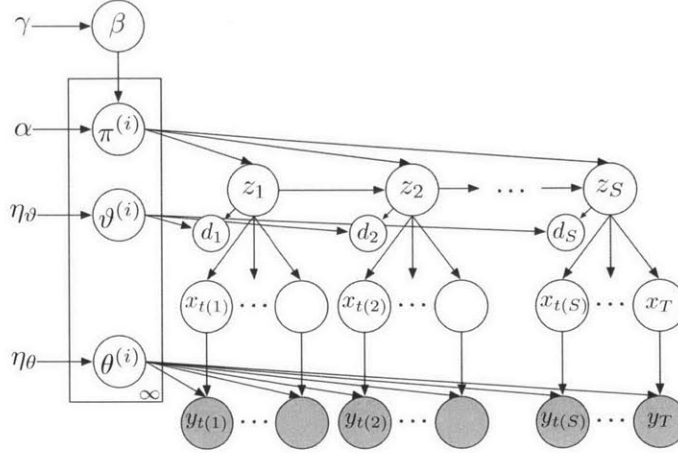 γ β
α π^(i)
z_1 z_2 ... z_S
η_ϑ ϑ^(i) d_1 d_2 d_S
x_t(1) ... x_t(2) ... x_t(S) ... x_T
η_θ θ^(i)
∞
y_t(1) ... y_t(2) ... y_t(S) ... y_T